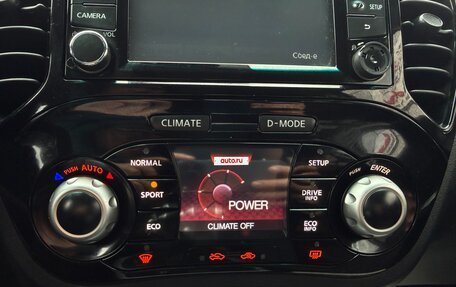 CAMERA
SETUP
VOL
Соед-е
CLIMATE
D-MODE
NORMAL
auto.ru
SETUP
PUSH AUTO
PUSH ENTER
SPORT
DRIVE
INFO
POWER
ECO
ECO
INFO
CLIMATE OFF